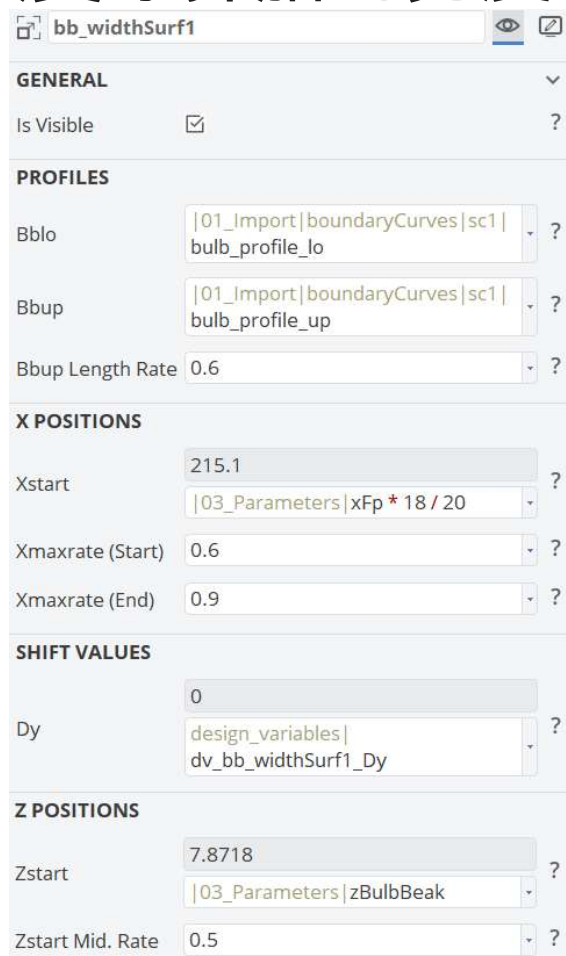 bb_widthSurf1
GENERAL
Is Visible ?
PROFILES
Bblo |01_Import|boundaryCurves|sc1|
bulb_profile_lo ?
Bbup |01_Import|boundaryCurves|sc1|
bulb_profile_up ?
Bbup Length Rate 0.6 ?
X POSITIONS
Xstart 215.1 ?
|03_Parameters|xFp * 18 / 20
Xmaxrate (Start) 0.6 ?
Xmaxrate (End) 0.9 ?
SHIFT VALUES
0
Dy design_variables| ?
dv_bb_widthSurf1_Dy
Z POSITIONS
Zstart 7.8718 ?
|03_Parameters|zBulbBeak
Zstart Mid. Rate 0.5 ?